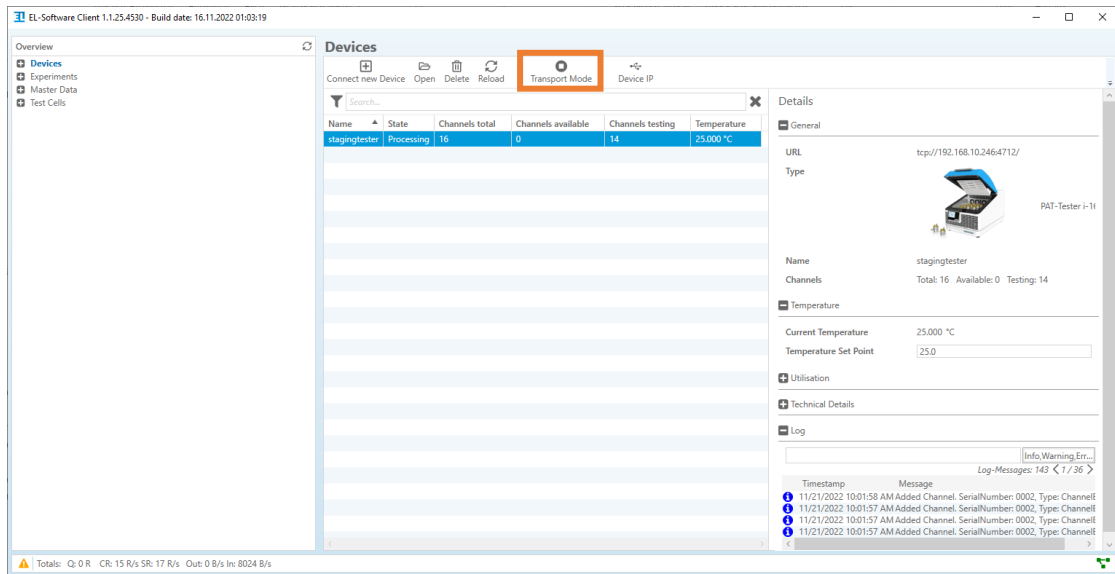 EL-Software Client 1.1.25.4530 - Build date: 16.11.2022 01:03:19
Overview
Devices
Experiments
Master Data
Test Cells
Devices
Connect new Device Open Delete Reload Transport Mode Device IP
Search...
Name State Channels total Channels available Channels testing Temperature
stagingtester Processing 16 0 14 25.000 °C
Details
General
URL tcp://192.168.10.246:4712/
Type
PAT-Tester i-16
Name stagingtester
Channels Total: 16 Available: 0 Testing: 14
Temperature
Current Temperature 25.000 °C
Temperature Set Point 25.0
Utilisation
Technical Details
Log
Info,Warning,Err...
Log-Messages: 143 < 1 / 36 >
Timestamp Message
11/21/2022 10:01:58 AM Added Channel. SerialNumber: 0002, Type: ChannelE
11/21/2022 10:01:57 AM Added Channel. SerialNumber: 0002, Type: ChannelE
11/21/2022 10:01:57 AM Added Channel. SerialNumber: 0002, Type: ChannelE
11/21/2022 10:01:57 AM Added Channel. SerialNumber: 0002, Type: ChannelE
Totals: Q: 0 R CR: 15 R/s SR: 17 R/s Out: 0 B/s In: 8024 B/s